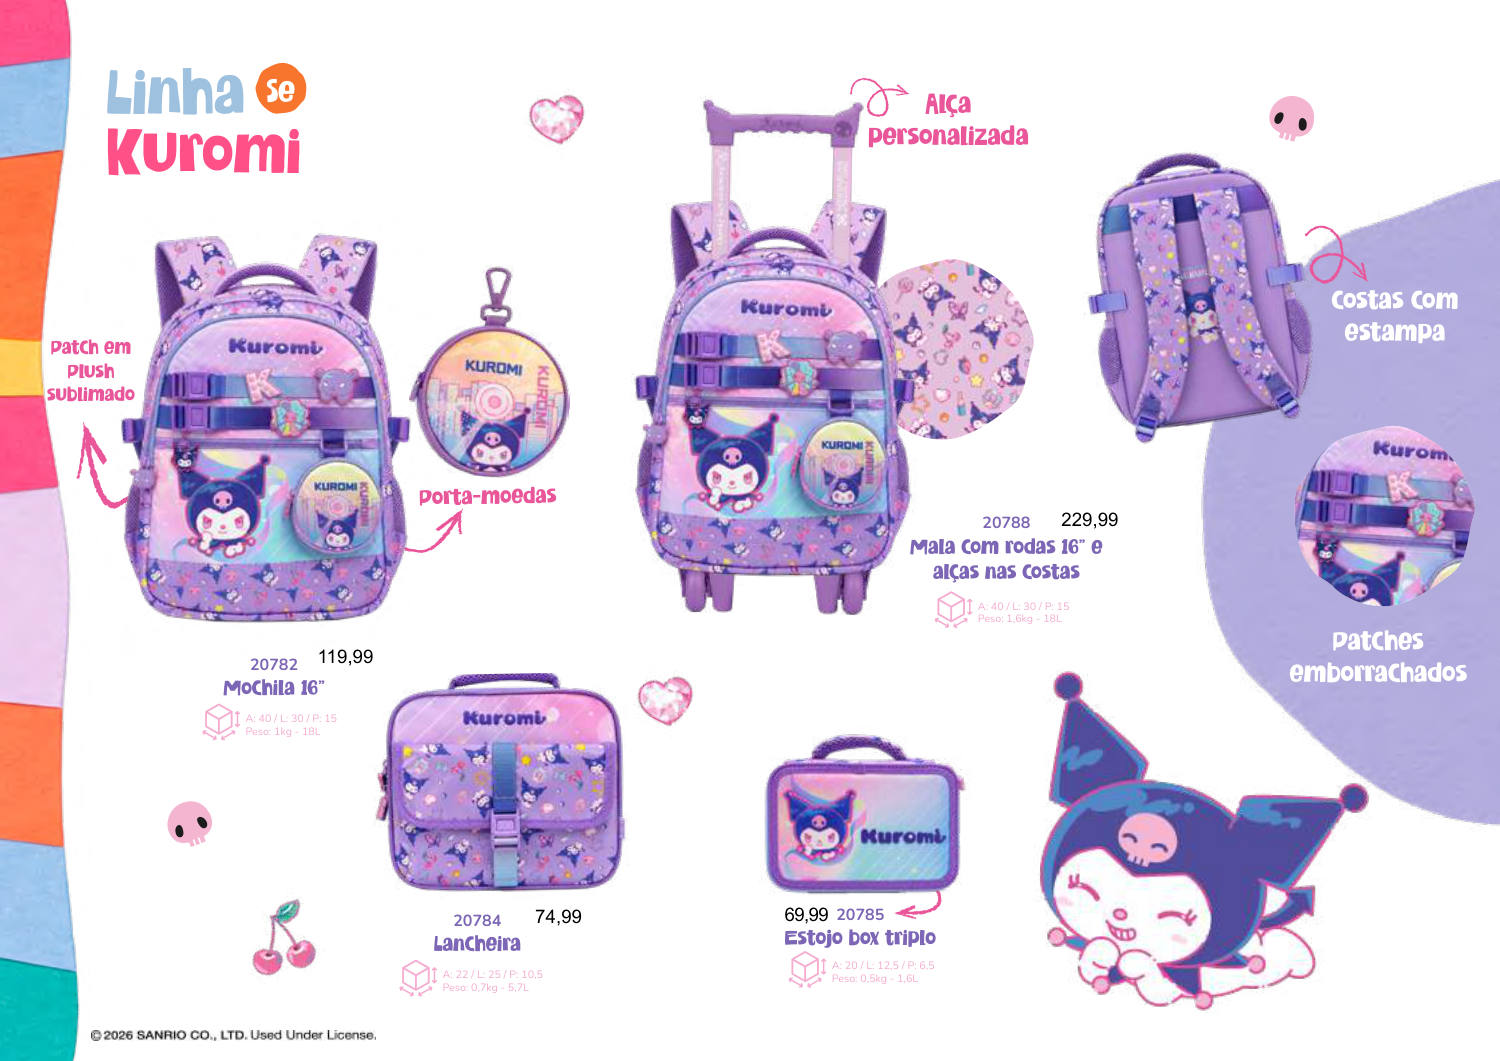 Linha se
Kuromi
Alça
personalizada
Patch em
plush
sublimado
Kuromi
K
KUROMI
KUROMI
KUROMI
KUROMI
Porta-moedas
Kuromi
K
KUROMI
KUROMI
Costas com
estampa
Kurom
K
Patches
emborrachados
20788 229,99
Mala com rodas 16” e
alças nas costas
A: 40 / L: 30 / P: 15
Peso: 1,6kg - 18L
20782 119,99
Mochila 16”
A: 40 / L: 30 / P: 15
Peso: 1kg - 18L
Kuromi
20784 74,99
Lancheira
A: 22 / L: 25 / P: 10,5
Peso: 0,7kg - 5,7L
Kuromi
69,99 20785
Estojo box triplo
A: 20 / L: 12,5 / P: 6,5
Peso: 0,5kg - 1,6L
© 2026 SANRIO CO., LTD. Used Under License.